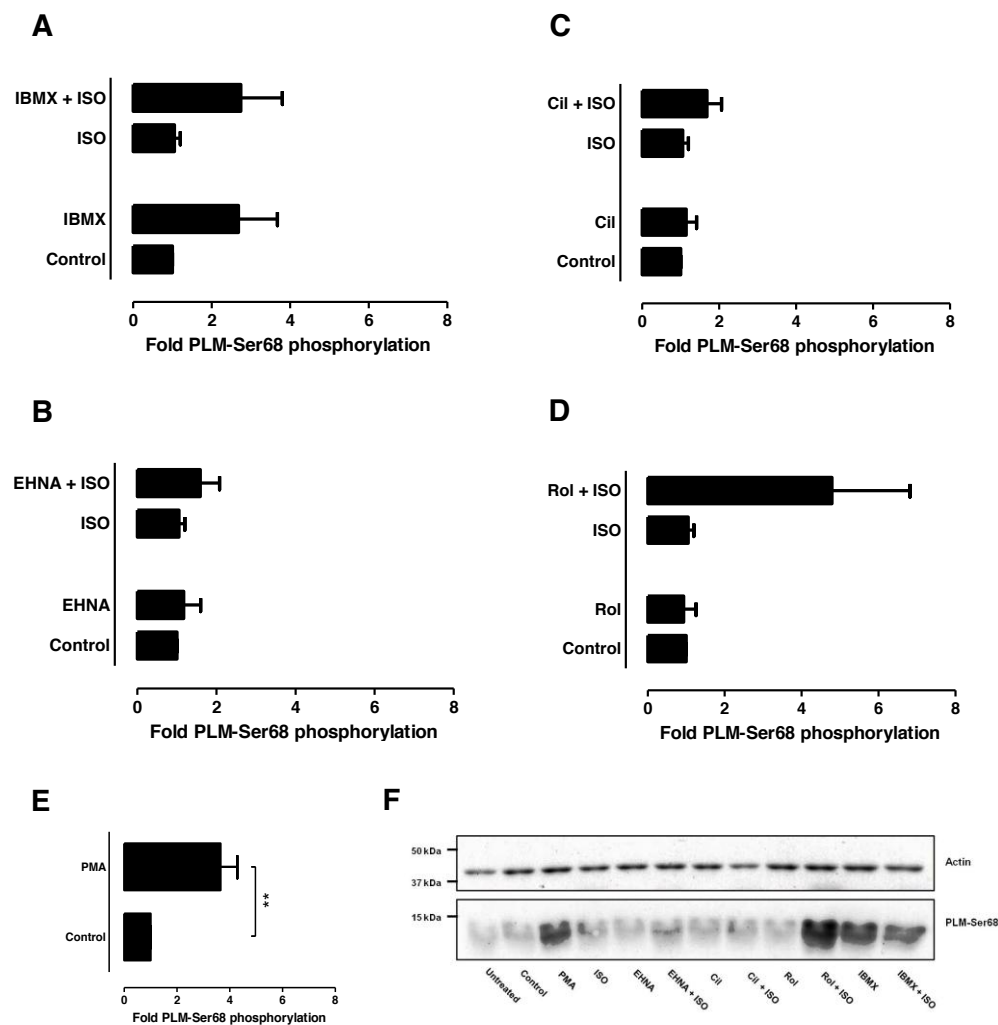 A
IBMX + ISO
ISO
IBMX
Control
0 2 4 6 8
Fold PLM-Ser68 phosphorylation
C
Cil + ISO
ISO
Cil
Control
0 2 4 6 8
Fold PLM-Ser68 phosphorylation
B
EHNA + ISO
ISO
EHNA
Control
0 2 4 6 8
Fold PLM-Ser68 phosphorylation
D
Rol + ISO
ISO
Rol
Control
0 2 4 6 8
Fold PLM-Ser68 phosphorylation
E
PMA
Control
**
0 2 4 6 8
Fold PLM-Ser68 phosphorylation
F
50 kDa
37 kDa
Actin
15 kDa
PLM-Ser68
Untreated
Control
PMA
ISO
EHNA
EHNA + ISO
Cil
Cil + ISO
Rol
Rol + ISO
IBMX
IBMX + ISO